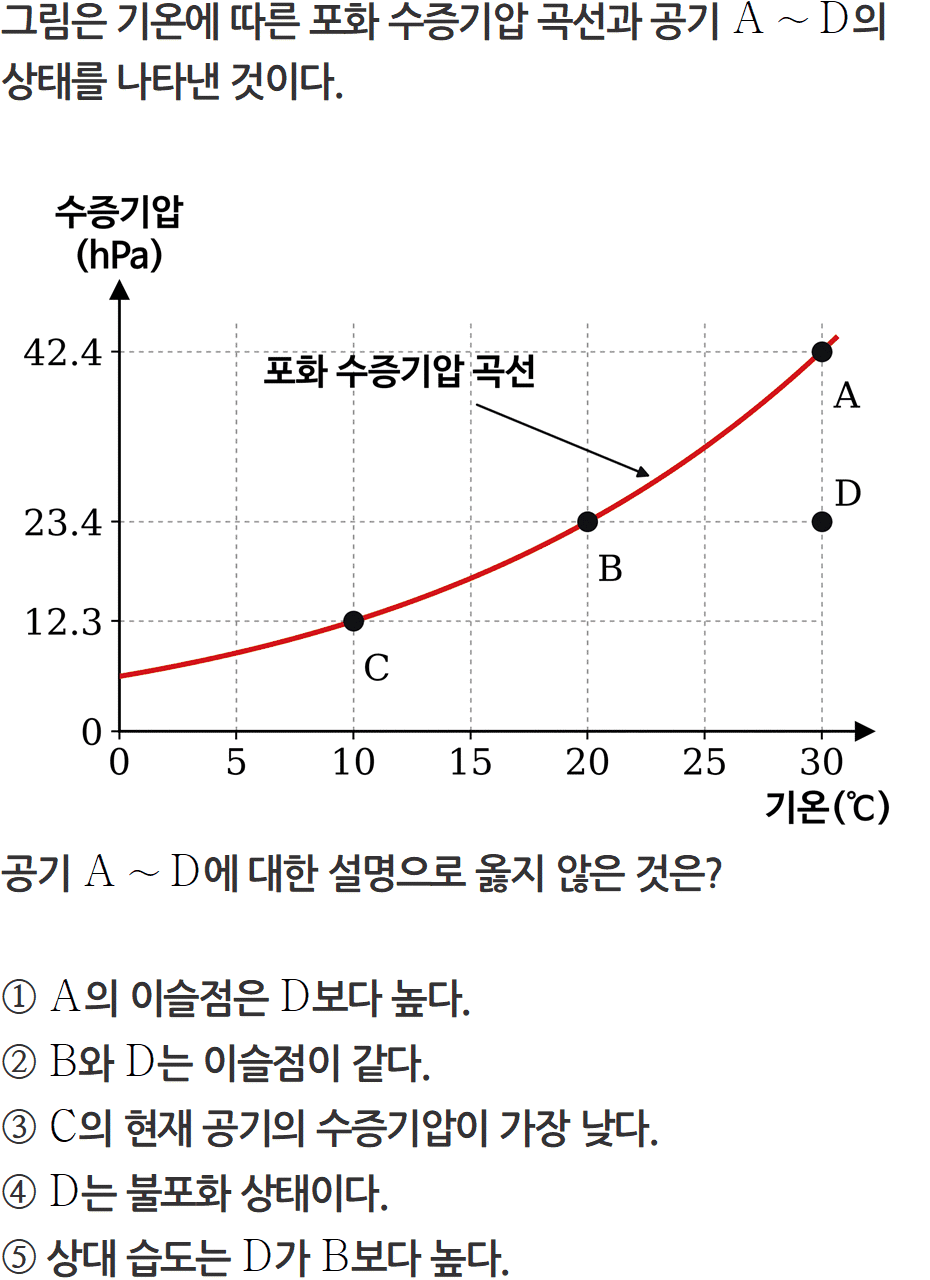 그림은 기온에 따른 포화 수증기압 곡선과 공기 A ~ D의
상태를 나타낸 것이다.
수증기압
(hPa)
42.4
포화 수증기압 곡선
A
D
23.4
B
12.3
C
0
0 5 10 15 20 25 30
기온(℃)
공기 A ~ D에 대한 설명으로 옳지 않은 것은?
① A의 이슬점은 D보다 높다.
② B와 D는 이슬점이 같다.
③ C의 현재 공기의 수증기압이 가장 낮다.
④ D는 불포화 상태이다.
⑤ 상대 습도는 D가 B보다 높다.